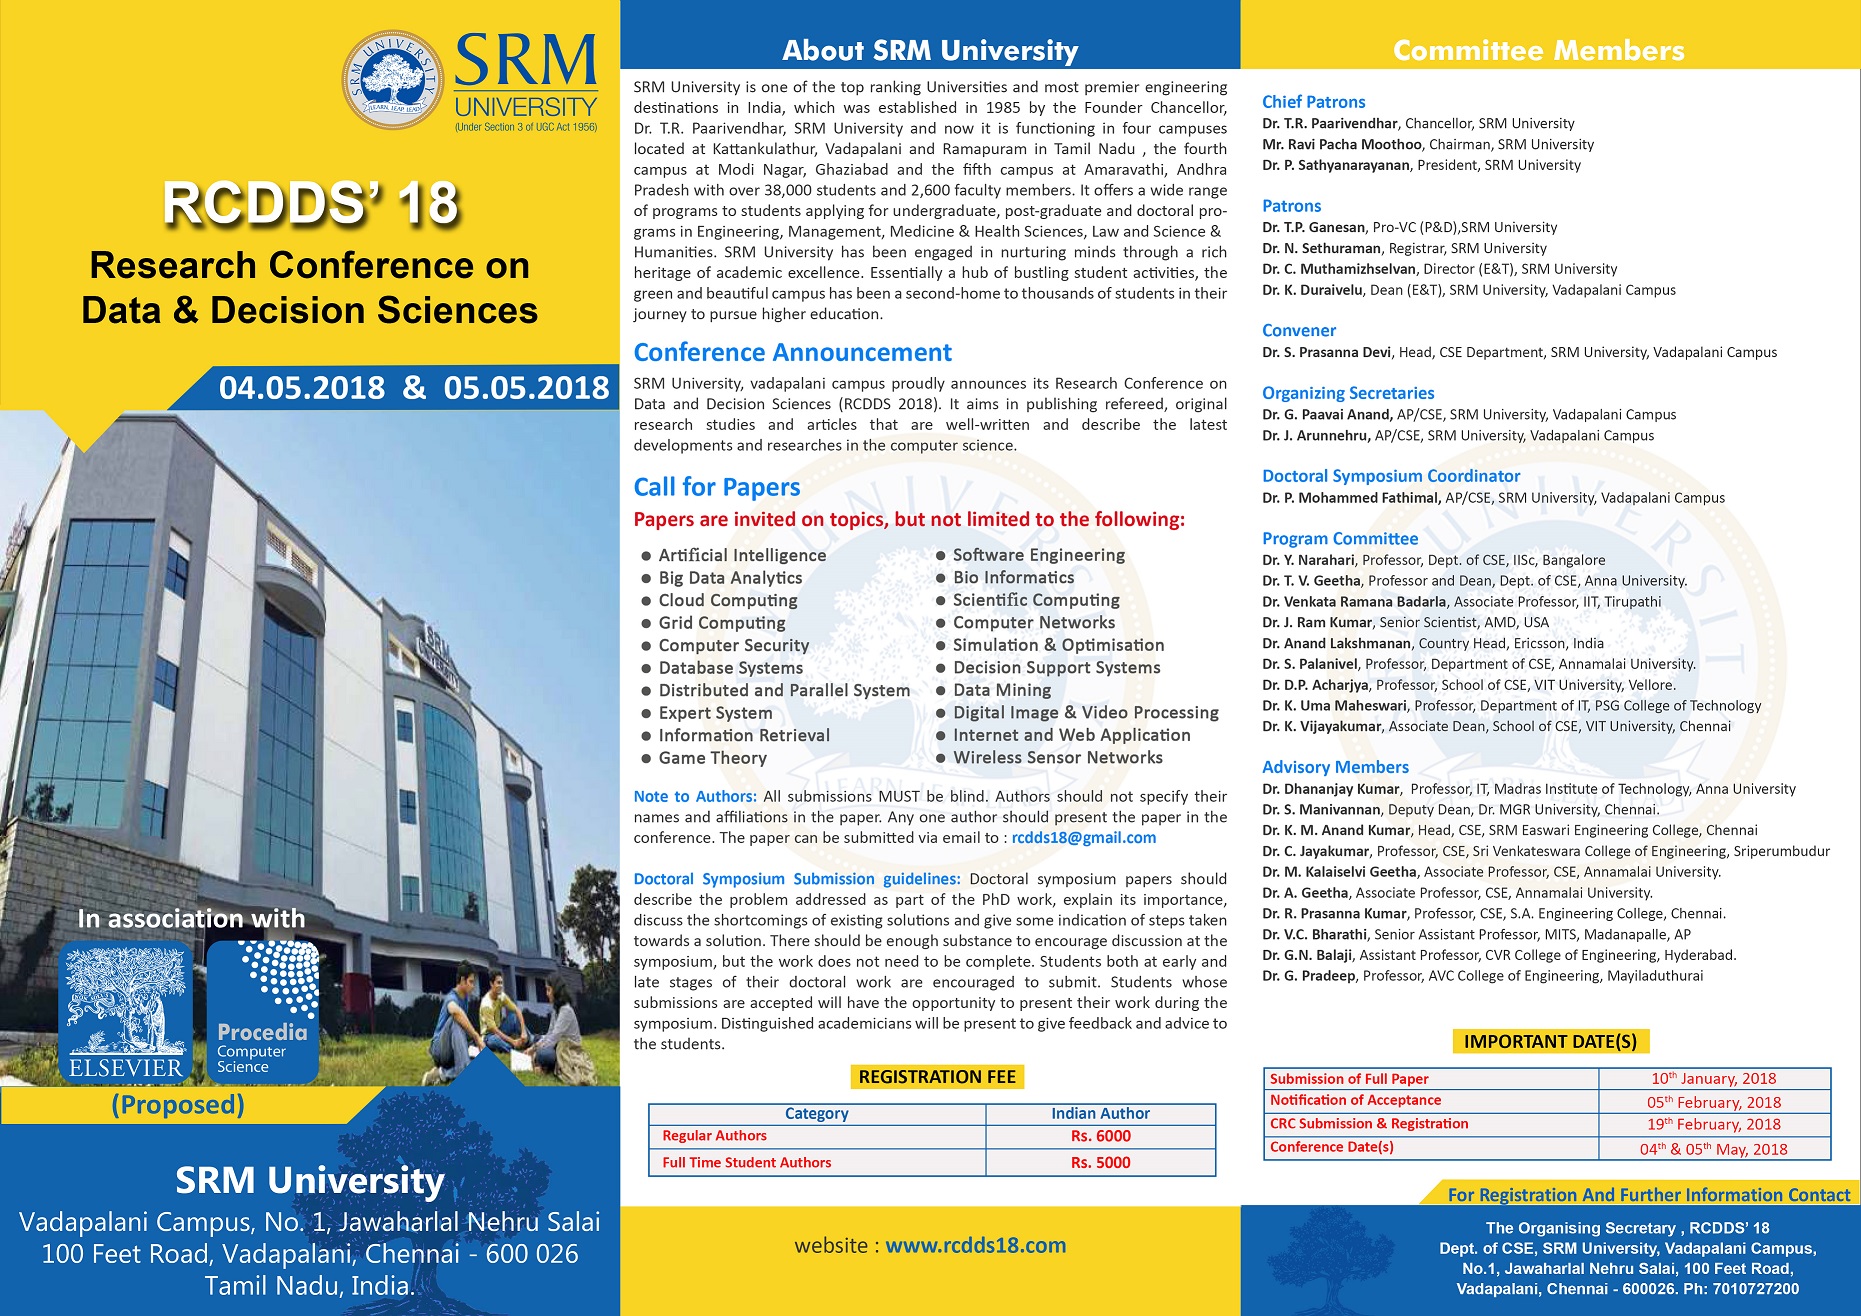 SRM UNIVERSITY
LEARN, LEAP, LEAD
SRM
UNIVERSITY
(Under Section 3 of UGC Act 1956)
RCDDS’ 18
Research Conference on
Data & Decision Sciences
04.05.2018 & 05.05.2018
SRM
UNIVERSITY
In association with
ELSEVIER
Procedia
Computer
Science
(Proposed)
SRM University
Vadapalani Campus, No. 1, Jawaharlal Nehru Salai
100 Feet Road, Vadapalani, Chennai - 600 026
Tamil Nadu, India.
About SRM University
SRM University is one of the top ranking Universities and most premier engineering
destinations in India, which was established in 1985 by the Founder Chancellor,
Dr. T.R. Paarivendhar, SRM University and now it is functioning in four campuses
located at Kattankulathur, Vadapalani and Ramapuram in Tamil Nadu , the fourth
campus at Modi Nagar, Ghaziabad and the fifth campus at Amaravathi, Andhra
Pradesh with over 38,000 students and 2,600 faculty members. It offers a wide range
of programs to students applying for undergraduate, post-graduate and doctoral pro-
grams in Engineering, Management, Medicine & Health Sciences, Law and Science &
Humanities. SRM University has been engaged in nurturing minds through a rich
heritage of academic excellence. Essentially a hub of bustling student activities, the
green and beautiful campus has been a second-home to thousands of students in their
journey to pursue higher education.
Conference Announcement
SRM University, vadapalani campus proudly announces its Research Conference on
Data and Decision Sciences (RCDDS 2018). It aims in publishing refereed, original
research studies and articles that are well-written and describe the latest
developments and researches in the computer science.
Call for Papers
Papers are invited on topics, but not limited to the following:
● Artificial Intelligence
● Big Data Analytics
● Cloud Computing
● Grid Computing
● Computer Security
● Database Systems
● Distributed and Parallel System
● Expert System
● Information Retrieval
● Game Theory
● Software Engineering
● Bio Informatics
● Scientific Computing
● Computer Networks
● Simulation & Optimisation
● Decision Support Systems
● Data Mining
● Digital Image & Video Processing
● Internet and Web Application
● Wireless Sensor Networks
Note to Authors: All submissions MUST be blind. Authors should not specify their
names and affiliations in the paper. Any one author should present the paper in the
conference. The paper can be submitted via email to : rcdds18@gmail.com
Doctoral Symposium Submission guidelines: Doctoral symposium papers should
describe the problem addressed as part of the PhD work, explain its importance,
discuss the shortcomings of existing solutions and give some indication of steps taken
towards a solution. There should be enough substance to encourage discussion at the
symposium, but the work does not need to be complete. Students both at early and
late stages of their doctoral work are encouraged to submit. Students whose
submissions are accepted will have the opportunity to present their work during the
symposium. Distinguished academicians will be present to give feedback and advice to
the students.
REGISTRATION FEE
Category Indian Author
Regular Authors Rs. 6000
Full Time Student Authors Rs. 5000
website : www.rcdds18.com
Committee Members
Chief Patrons
Dr. T.R. Paarivendhar, Chancellor, SRM University
Mr. Ravi Pacha Moothoo, Chairman, SRM University
Dr. P. Sathyanarayanan, President, SRM University
Patrons
Dr. T.P. Ganesan, Pro-VC (P&D),SRM University
Dr. N. Sethuraman, Registrar, SRM University
Dr. C. Muthamizhselvan, Director (E&T), SRM University
Dr. K. Duraivelu, Dean (E&T), SRM University, Vadapalani Campus
Convener
Dr. S. Prasanna Devi, Head, CSE Department, SRM University, Vadapalani Campus
Organizing Secretaries
Dr. G. Paavai Anand, AP/CSE, SRM University, Vadapalani Campus
Dr. J. Arunnehru, AP/CSE, SRM University, Vadapalani Campus
Doctoral Symposium Coordinator
Dr. P. Mohammed Fathimal, AP/CSE, SRM University, Vadapalani Campus
Program Committee
Dr. Y. Narahari, Professor, Dept. of CSE, IISc, Bangalore
Dr. T. V. Geetha, Professor and Dean, Dept. of CSE, Anna University.
Dr. Venkata Ramana Badarla, Associate Professor, IIT, Tirupathi
Dr. J. Ram Kumar, Senior Scientist, AMD, USA
Dr. Anand Lakshmanan, Country Head, Ericsson, India
Dr. S. Palanivel, Professor, Department of CSE, Annamalai University.
Dr. D.P. Acharjya, Professor, School of CSE, VIT University, Vellore.
Dr. K. Uma Maheswari, Professor, Department of IT, PSG College of Technology
Dr. K. Vijayakumar, Associate Dean, School of CSE, VIT University, Chennai
Advisory Members
Dr. Dhananjay Kumar, Professor, IT, Madras Institute of Technology, Anna University
Dr. S. Manivannan, Deputy Dean, Dr. MGR University, Chennai.
Dr. K. M. Anand Kumar, Head, CSE, SRM Easwari Engineering College, Chennai
Dr. C. Jayakumar, Professor, CSE, Sri Venkateswara College of Engineering, Sriperumbudur
Dr. M. Kalaiselvi Geetha, Associate Professor, CSE, Annamalai University.
Dr. A. Geetha, Associate Professor, CSE, Annamalai University.
Dr. R. Prasanna Kumar, Professor, CSE, S.A. Engineering College, Chennai.
Dr. V.C. Bharathi, Senior Assistant Professor, MITS, Madanapalle, AP
Dr. G.N. Balaji, Assistant Professor, CVR College of Engineering, Hyderabad.
Dr. G. Pradeep, Professor, AVC College of Engineering, Mayiladuthurai
IMPORTANT DATE(S)
Submission of Full Paper 10th January, 2018
Notification of Acceptance 05th February, 2018
CRC Submission & Registration 19th February, 2018
Conference Date(s) 04th & 05th May, 2018
For Registration And Further Information Contact
The Organising Secretary , RCDDS’ 18
Dept. of CSE, SRM University, Vadapalani Campus,
No.1, Jawaharlal Nehru Salai, 100 Feet Road,
Vadapalani, Chennai - 600026. Ph: 7010727200